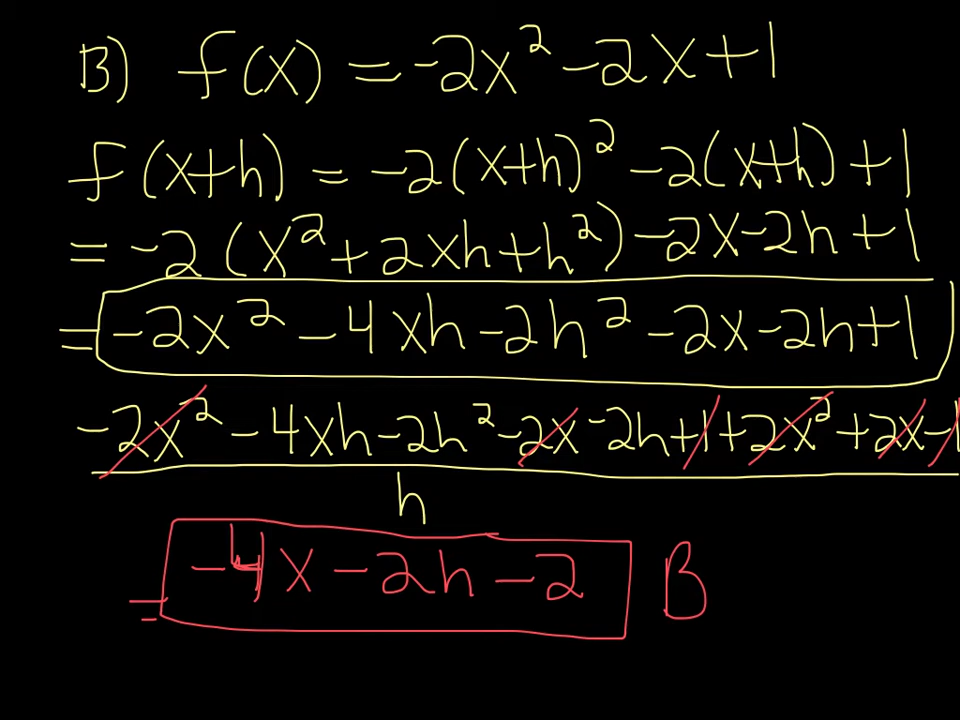 B) f(x) = -2x² - 2x + 1
f(x+h) = -2(x+h)² - 2(x+h) + 1
= -2(x² + 2xh + h²) - 2x - 2h + 1
= -2x² - 4xh - 2h² - 2x - 2h + 1
-2x² - 4xh - 2h² - 2x - 2h + 1 + 2x² + 2x - 1
h
= -4x - 2h - 2 B